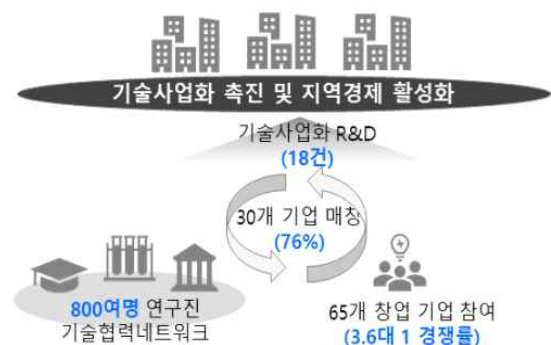 기술사업화 촉진 및 지역경제 활성화
기술사업화 R&D
(18건)
30개 기업 매칭
(76%)
800여명 연구진
기술협력네트워크
65개 창업 기업 참여
(3.6대 1 경쟁률)